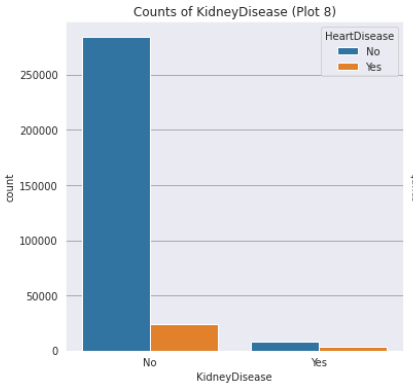 Counts of KidneyDisease (Plot 8)
HeartDisease
No
Yes
250000
200000
150000
100000
50000
0
count
No
Yes
KidneyDisease